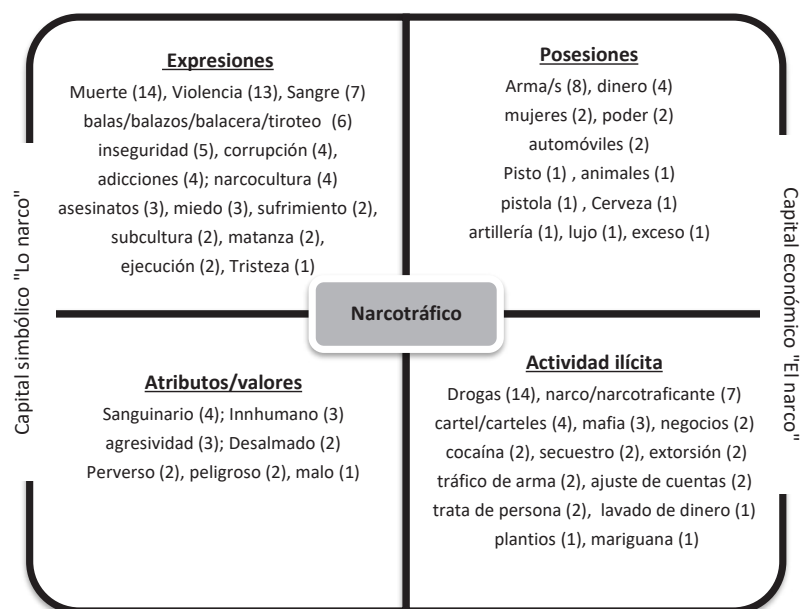 Expresiones
Muerte (14), Violencia (13), Sangre (7)
balas/balazos/balacera/tiroteo (6)
inseguridad (5), corrupción (4),
adicciones (4); narcocultura (4)
asesinatos (3), miedo (3), sufrimiento (2),
subcultura (2), matanza (2),
ejecución (2), Tristeza (1)
Posesiones
Arma/s (8), dinero (4)
mujeres (2), poder (2)
automóviles (2)
Pisto (1) , animales (1)
pistola (1) , Cerveza (1)
artillería (1), lujo (1), exceso (1)
Capital simbólico "Lo narco"
Capital económico "El narco"
Narcotráfico
Atributos/valores
Sanguinario (4); Innhumano (3)
agresividad (3); Desalmado (2)
Perverso (2), peligroso (2), malo (1)
Actividad ilícita
Drogas (14), narco/narcotraficante (7)
cartel/carteles (4), mafia (3), negocios (2)
cocaína (2), secuestro (2), extorsión (2)
tráfico de arma (2), ajuste de cuentas (2)
trata de persona (2), lavado de dinero (1)
plantios (1), mariguana (1)